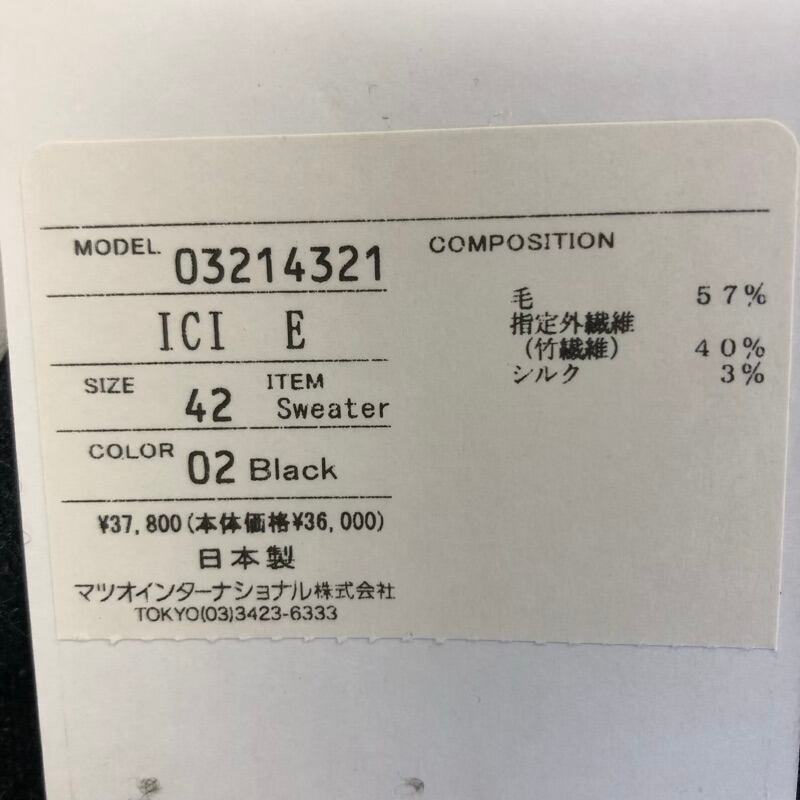 MODEL 03214321
ICI E
SIZE 42 ITEM Sweater
COLOR 02 Black
¥37,800(本体価格¥36,000)
日本製
マツオインターナショナル株式会社
TOKYO(03)3423-6333
COMPOSITION
毛 57%
指定外繊維
(竹繊維) 40%
シルク 3%